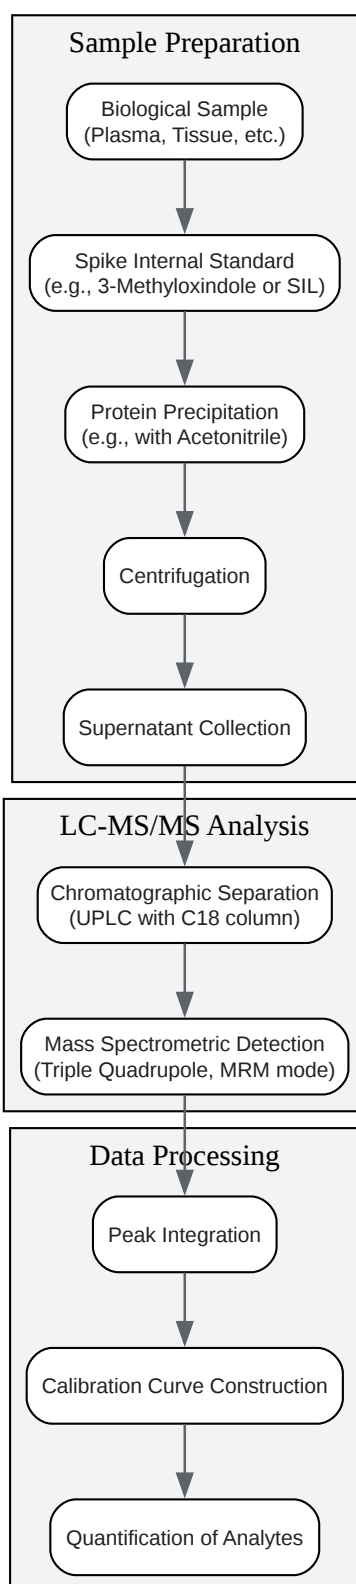 Sample Preparation
Biological Sample
(Plasma, Tissue, etc.)
Spike Internal Standard
(e.g., 3-Methyloxindole or SIL)
Protein Precipitation
(e.g., with Acetonitrile)
Centrifugation
Supernatant Collection
LC-MS/MS Analysis
Chromatographic Separation
(UPLC with C18 column)
Mass Spectrometric Detection
(Triple Quadrupole, MRM mode)
Data Processing
Peak Integration
Calibration Curve Construction
Quantification of Analytes